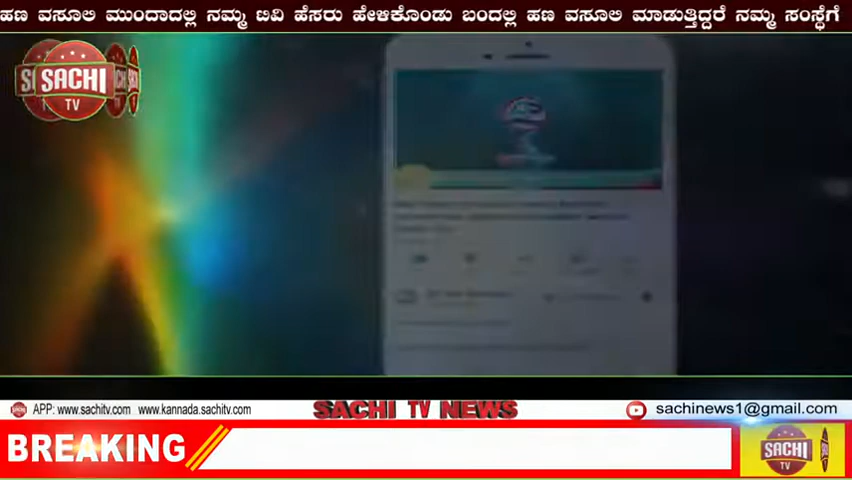 ಹಣ ವಸೂಲಿ ಮುಂದಾದಲ್ಲಿ ನಮ್ಮ ಟಿವಿ ಹೆಸರು ಹೇಳಿಕೊಂಡು ಬಂದಲ್ಲಿ ಹಣ ವಸೂಲಿ ಮಾಡುತ್ತಿದ್ದರೆ ನಮ್ಮ ಸಂಸ್ಥೆಗೆ
SACHI
TV
APP: www.sachitv.com www.kannada.sachitv.com
SACHI TV NEWS
sachinews1@gmail.com
BREAKING
SACHI
TV